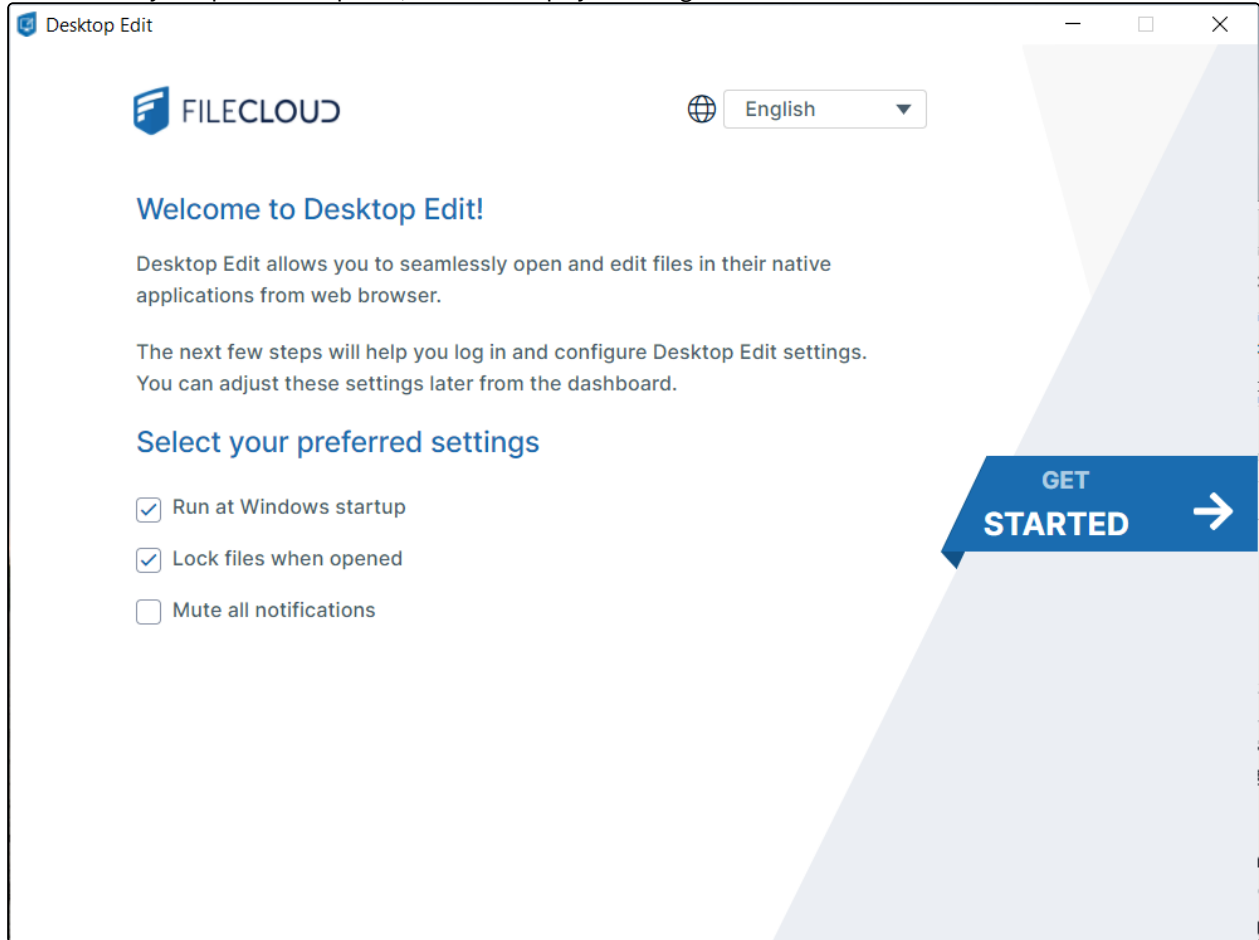 Desktop Edit
FILECLOUD
English
Welcome to Desktop Edit!
Desktop Edit allows you to seamlessly open and edit files in their native
applications from web browser.
The next few steps will help you log in and configure Desktop Edit settings.
You can adjust these settings later from the dashboard.
Select your preferred settings
Run at Windows startup
Lock files when opened
Mute all notifications
GET
STARTED